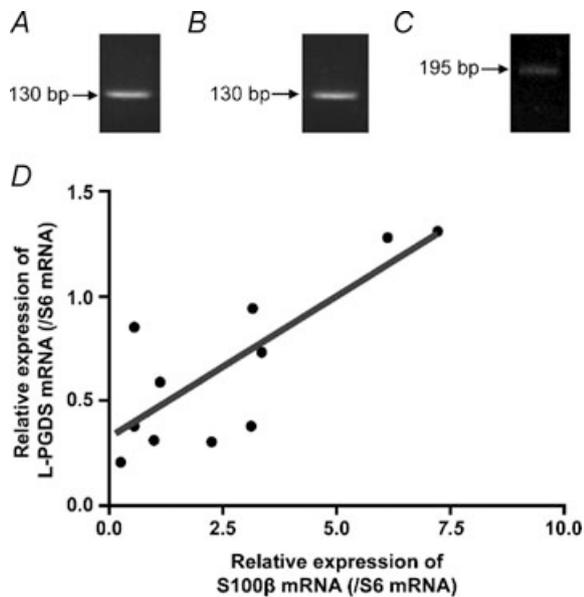 A
B
C
130 bp
130 bp
195 bp
D
1.5
1.0
0.5
0.0
Relative expression of
L-PGDS mRNA (/S6 mRNA)
0.0
2.5
5.0
7.5
10.0
Relative expression of
S100β mRNA (/S6 mRNA)